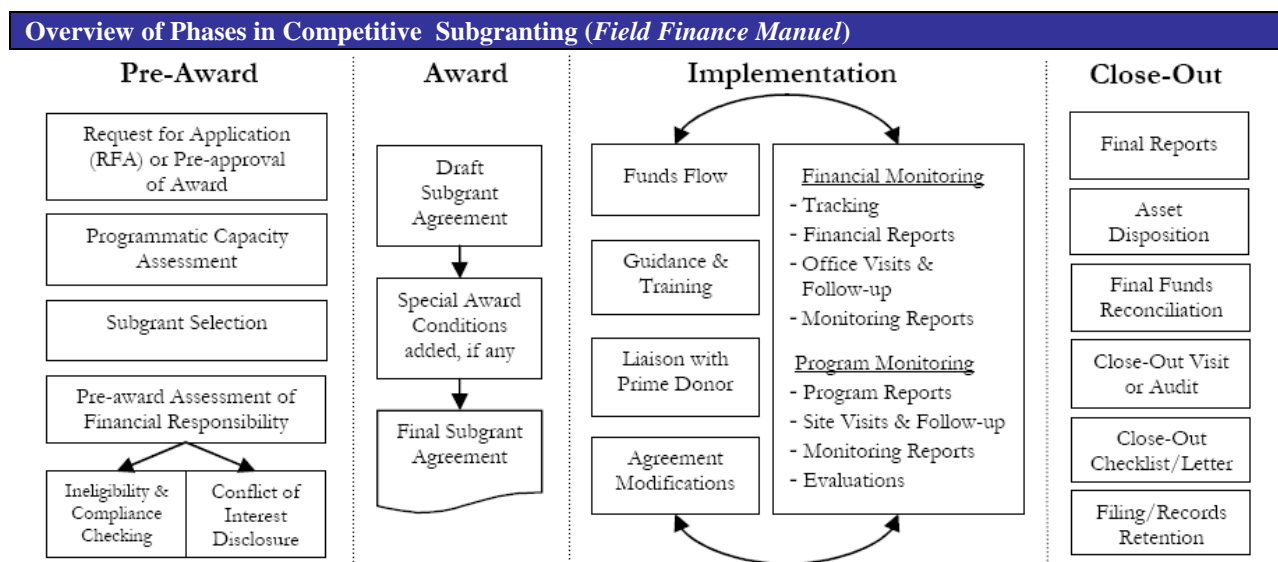 Overview of Phases in Competitive Subgranting (Field Finance Manuel)
Pre-Award
Request for Application
(RFA) or Pre-approval
of Award
Programmatic Capacity
Assessment
Subgrant Selection
Pre-award Assessment of
Financial Responsibility
Ineligibility &
Compliance
Checking
Conflict of
Interest
Disclosure
Award
Draft
Subgrant
Agreement
Special Award
Conditions
added, if any
Final Subgrant
Agreement
Implementation
Funds Flow
Guidance &
Training
Liaison with
Prime Donor
Agreement
Modifications
Financial Monitoring
- Tracking
- Financial Reports
- Office Visits &
Follow-up
- Monitoring Reports
Program Monitoring
- Program Reports
- Site Visits & Follow-up
- Monitoring Reports
- Evaluations
Close-Out
Final Reports
Asset
Disposition
Final Funds
Reconciliation
Close-Out Visit
or Audit
Close-Out
Checklist/Letter
Filing/Records
Retention